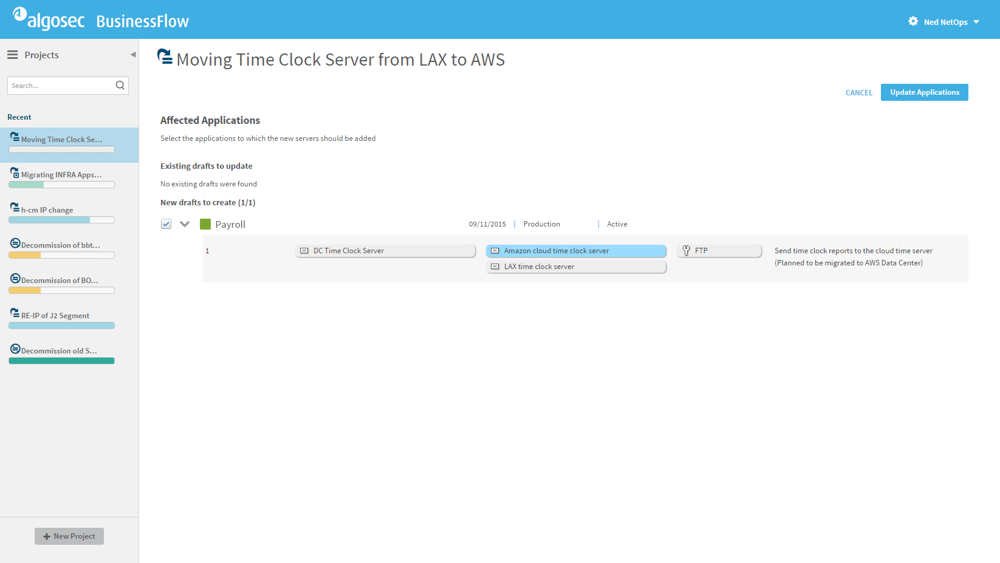 algosec BusinessFlow
Ned NetOps
Projects
Search...
Recent
Moving Time Clock Se...
Migrating INFRA Apps...
h-cm IP change
Decommission of bbt...
Decommission of BO...
RE-IP of J2 Segment
Decommission old S...
New Project
Moving Time Clock Server from LAX to AWS
CANCEL
Update Applications
Affected Applications
Select the applications to which the new servers should be added
Existing drafts to update
No existing drafts were found
New drafts to create (1/1)
Payroll 09/11/2015 | Production | Active
1 DC Time Clock Server Amazon cloud time clock server FTP Send time clock reports to the cloud time server
LAX time clock server (Planned to be migrated to AWS Data Center)